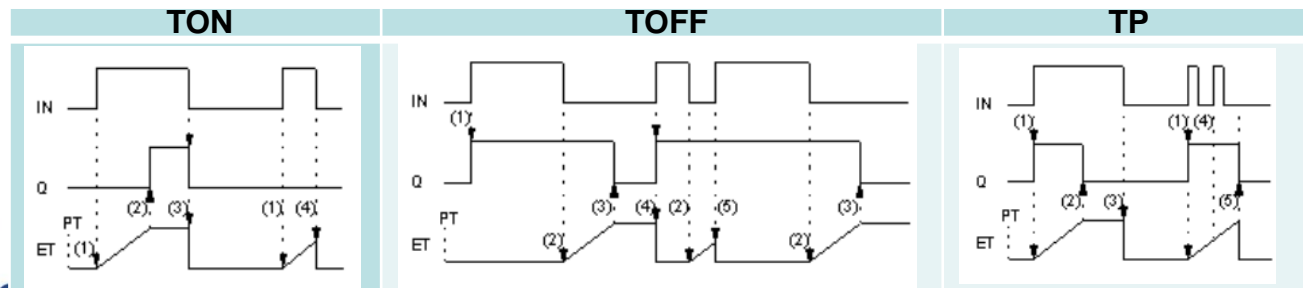 TON
IN
Q
(2) (3) (1) (4)
PT
ET (1)
TOFF
IN
(1)
Q
(3) (4) (2) (5) (3)
PT
ET (2) (2)
TP
IN
(1) (1) (4)
Q
(2) (3) (5)
PT
ET